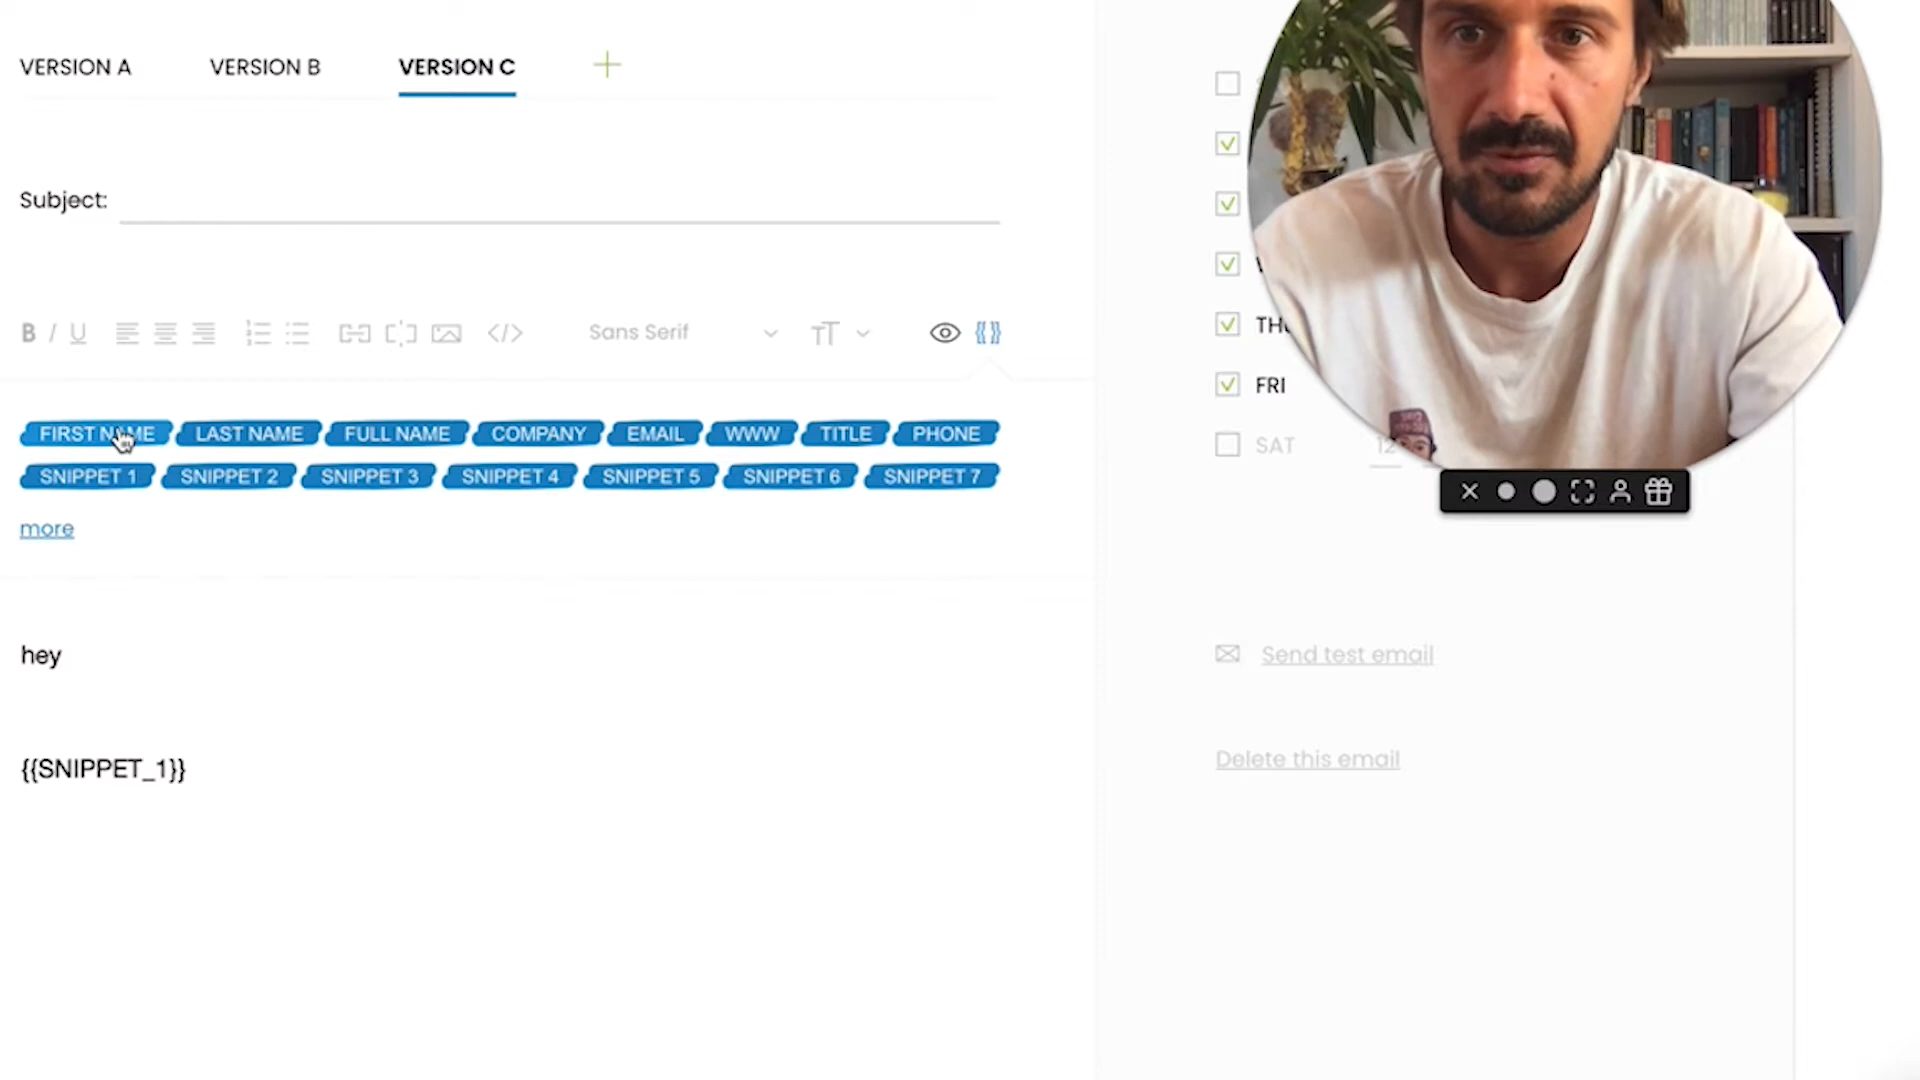 VERSION A VERSION B VERSION C
Subject:
B / U Sans Serif
FIRST NAME LAST NAME FULL NAME COMPANY EMAIL WWW TITLE PHONE
SNIPPET 1 SNIPPET 2 SNIPPET 3 SNIPPET 4 SNIPPET 5 SNIPPET 6 SNIPPET 7
more
hey
{{SNIPPET_1}}
FRI
SAT 12
Send test email
Delete this email